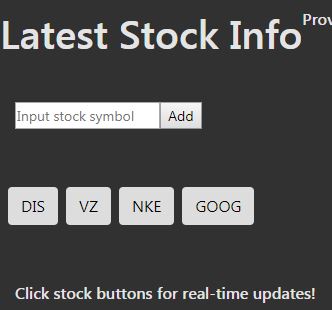 Latest Stock Info
Prov
Input stock symbol Add
DIS VZ NKE GOOG
Click stock buttons for real-time updates!